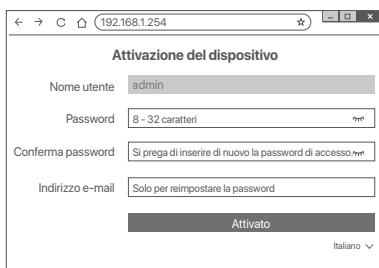 192.168.1.254
Attivazione del dispositivo
Nome utente admin
Password 8 - 32 caratteri
Conferma password Si prega di inserire di nuovo la password di accesso.
Indirizzo e-mail Solo per reimpostare la password
Attivato
Italiano